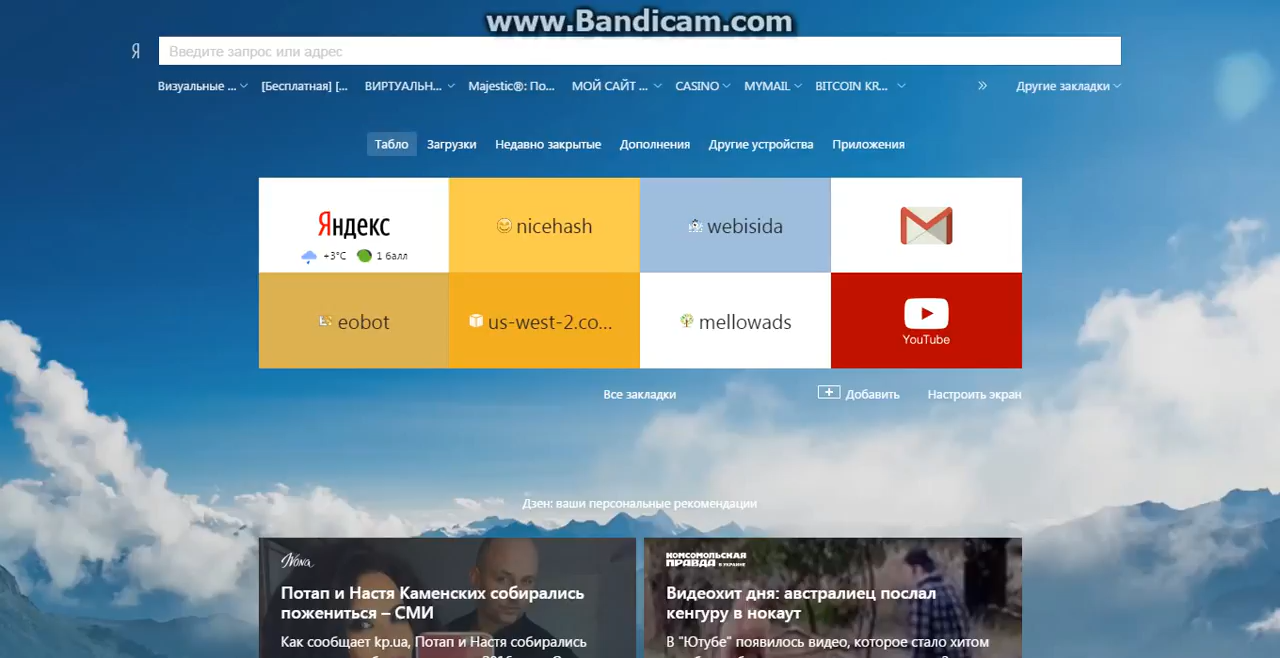 www.Bandicam.com
Я Введите запрос или адрес
Визуальные ... [Бесплатная] [... ВИРТУАЛЬН... Majestic®: По... МОЙ САЙТ ... CASINO MYMAIL BITCOIN KR... » Другие закладки
Табло Загрузки Недавно закрытые Дополнения Другие устройства Приложения
Яндекс
+3°C 1 балл
nicehash
webisida
eobot
us-west-2.co...
mellowads
YouTube
Все закладки Добавить Настроить экран
Дзен: ваши персональные рекомендации
Ivona
Потап и Настя Каменских собирались
пожениться – СМИ
Как сообщает kp.ua, Потап и Настя собирались
КОМСОМОЛЬСКАЯ
ПРАВДА В УКРАИНЕ
Видеохит дня: австралиец послал
кенгуру в нокаут
В "Ютубе" появилось видео, которое стало хитом